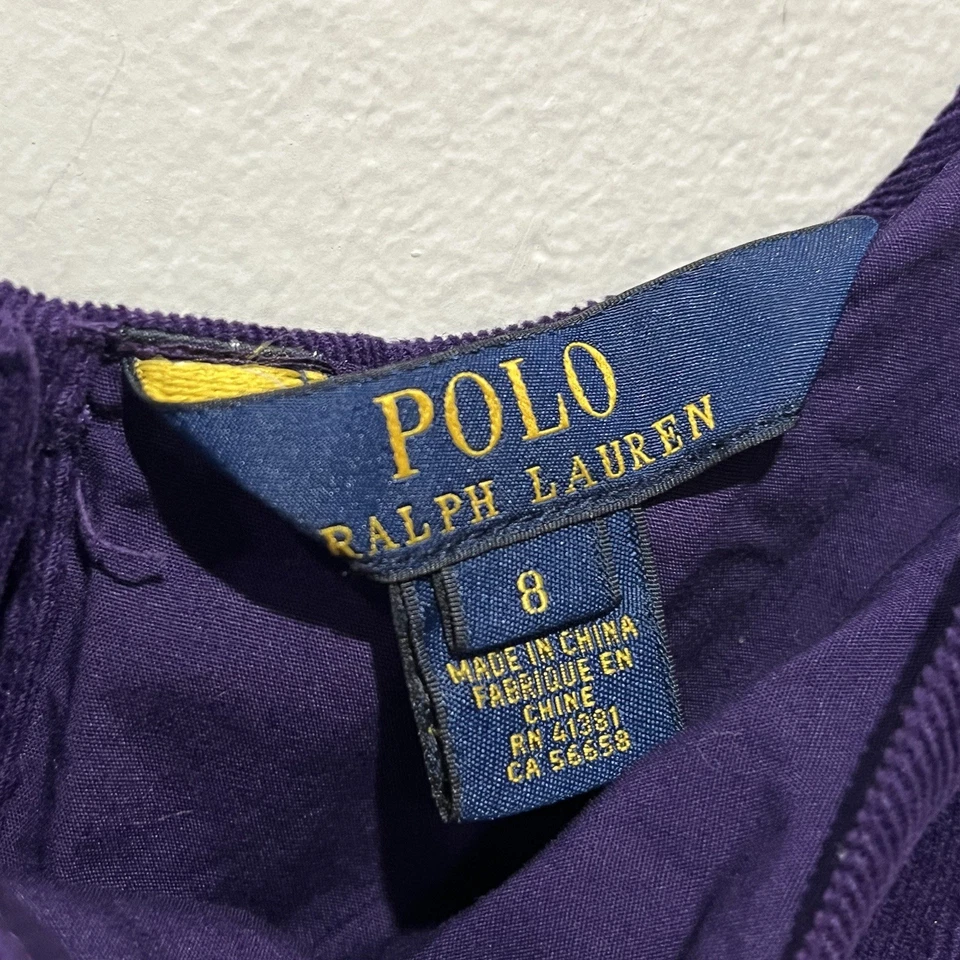 POLO
RALPH LAUREN
8
MADE IN CHINA
FABRIQUE EN
CHINE
RN 41381
CA 56658